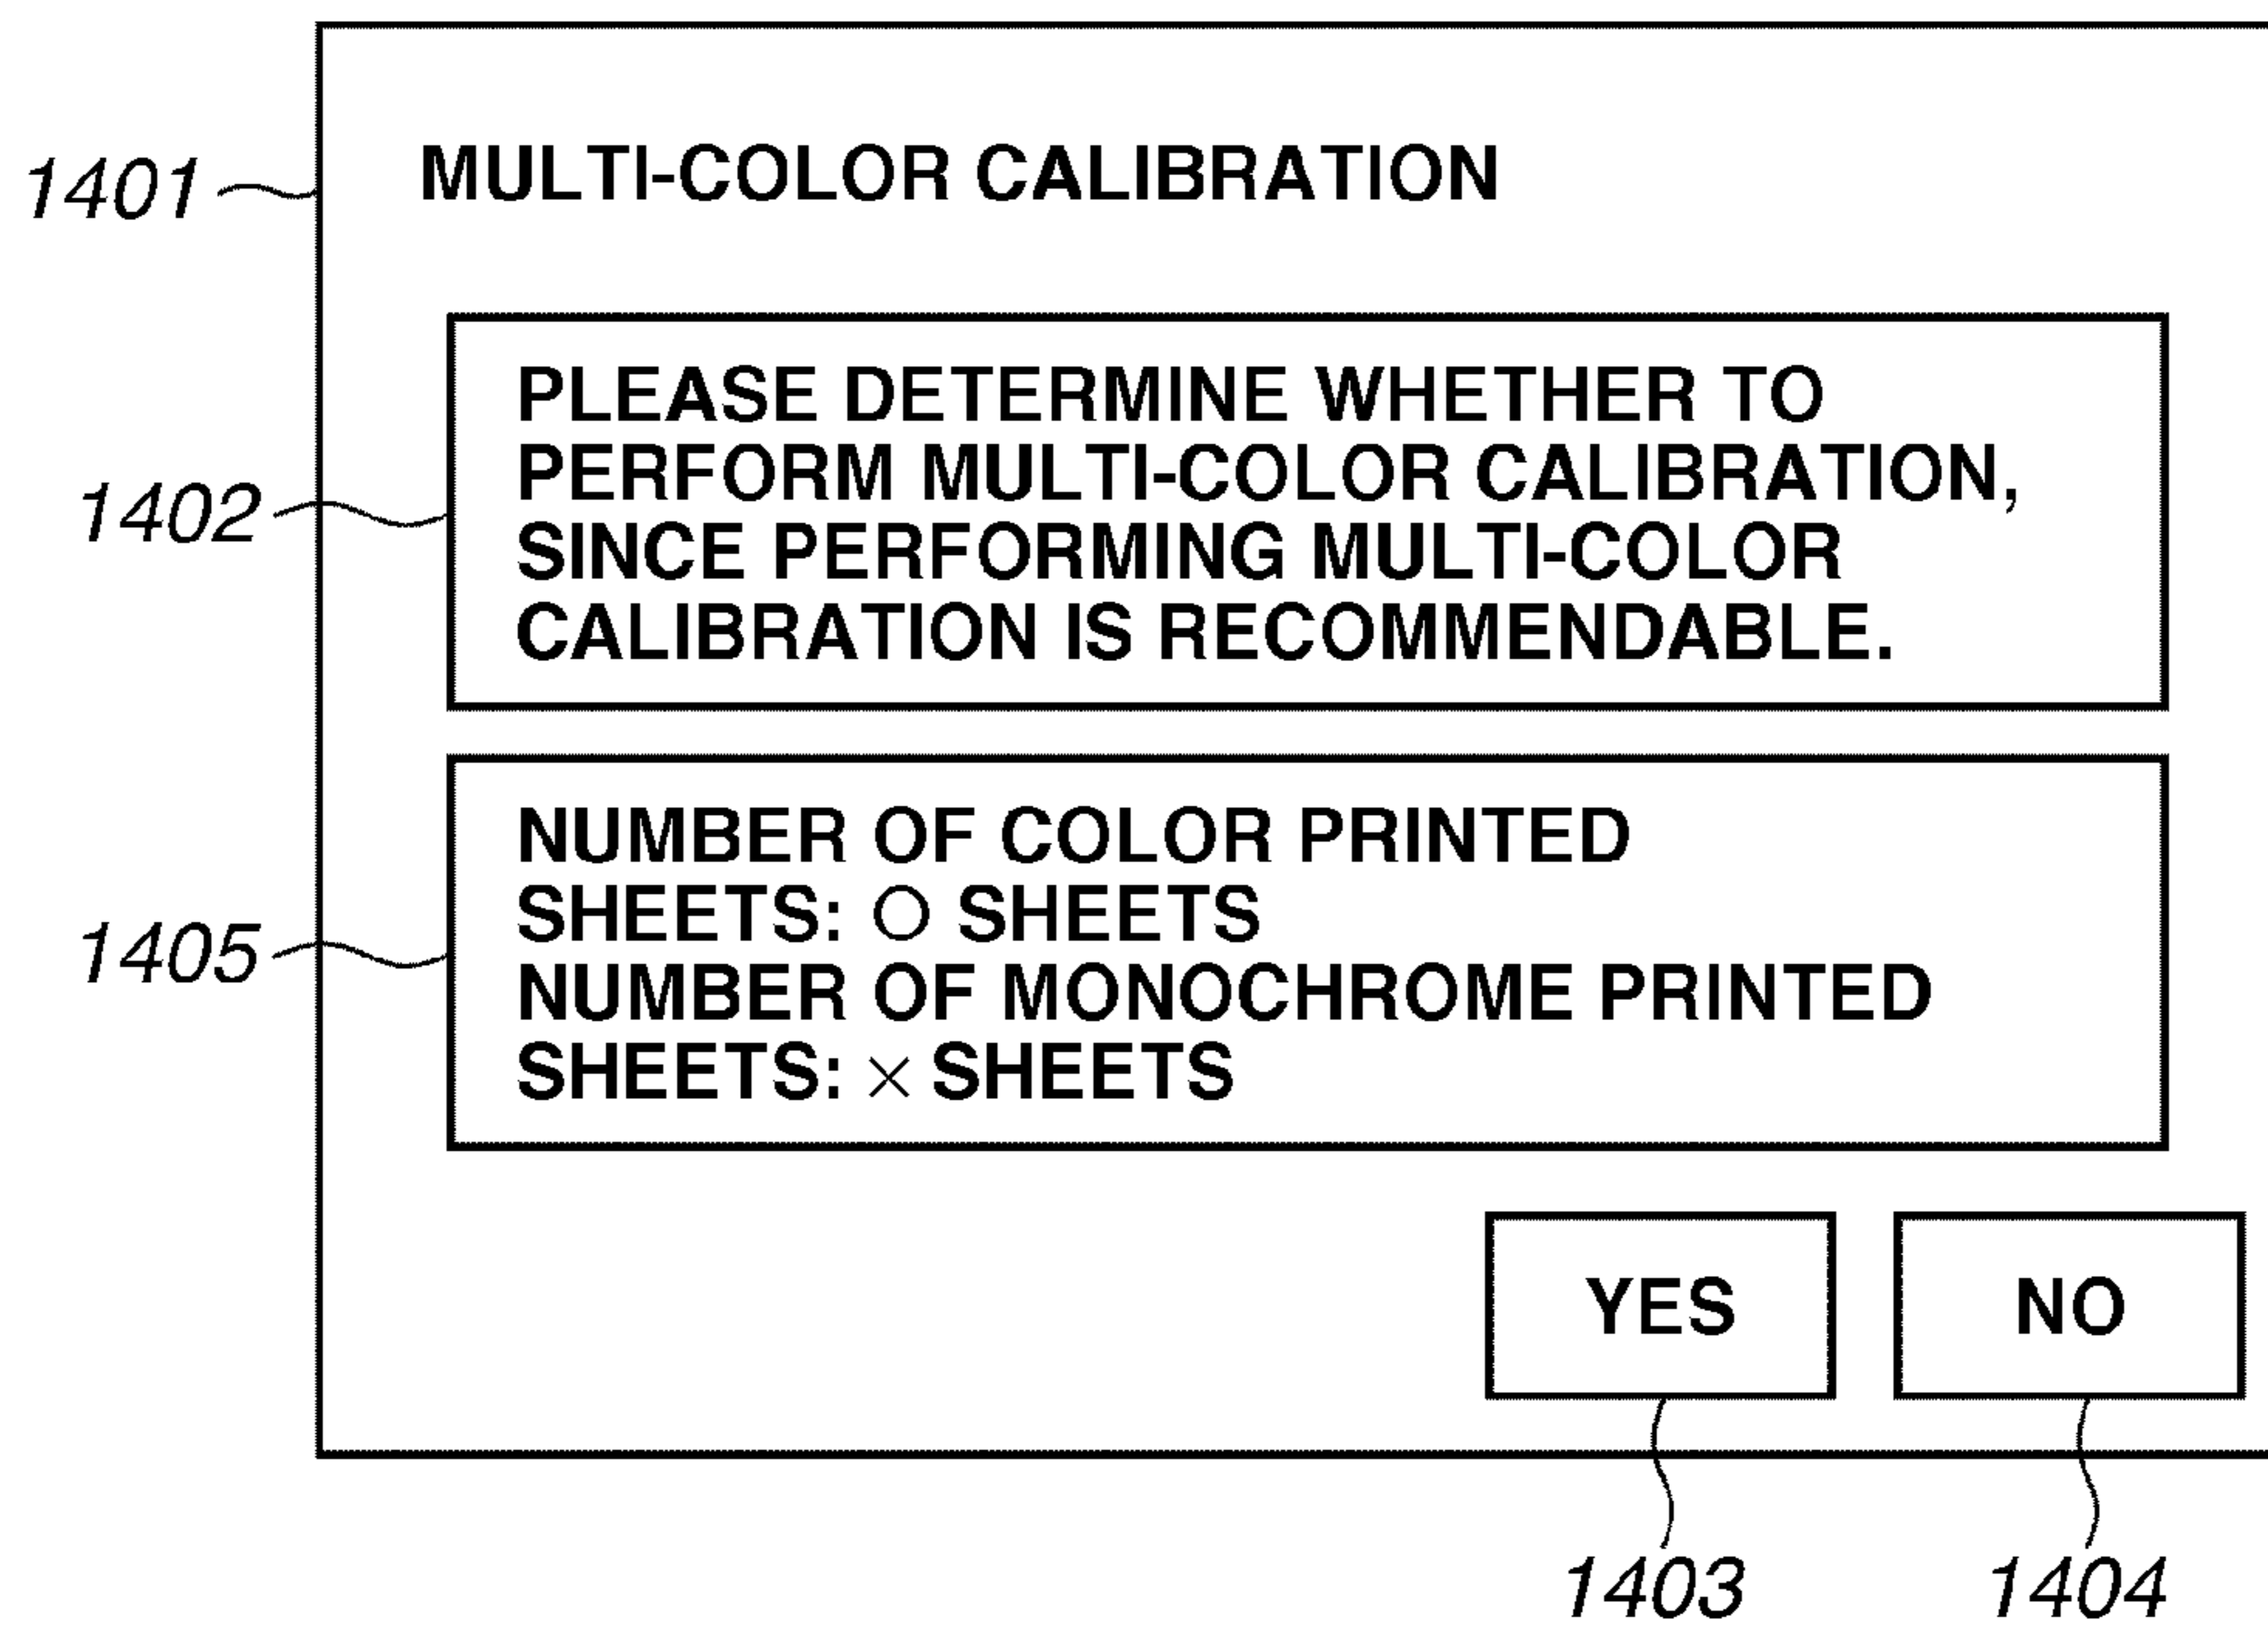 1401
MULTI-COLOR CALIBRATION
1402
PLEASE DETERMINE WHETHER TO
PERFORM MULTI-COLOR CALIBRATION,
SINCE PERFORMING MULTI-COLOR
CALIBRATION IS RECOMMENDABLE.
1405
NUMBER OF COLOR PRINTED
SHEETS: ○ SHEETS
NUMBER OF MONOCHROME PRINTED
SHEETS: × SHEETS
YES
NO
1403
1404